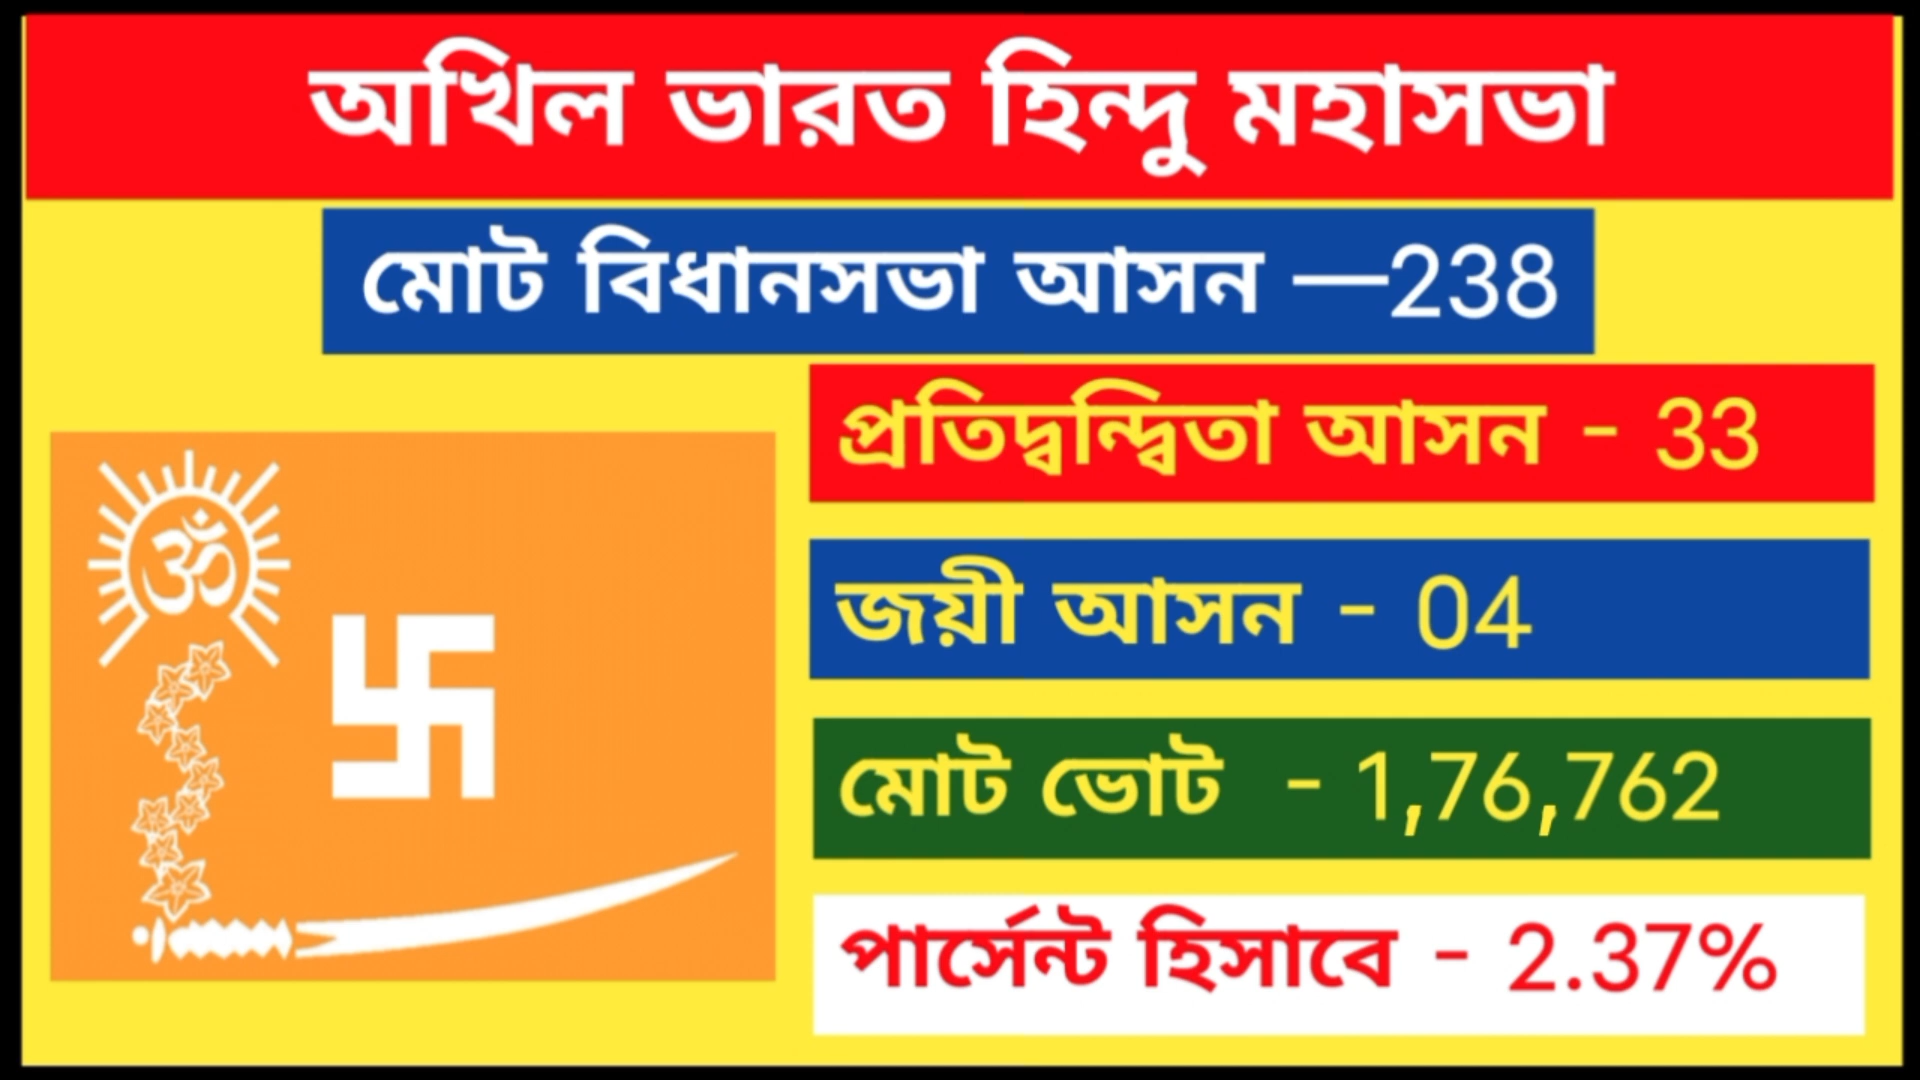 অখিল ভারত হিন্দু মহাসভা
মোট বিধানসভা আসন —238
প্রতিদ্বন্দ্বিতা আসন - 33
জয়ী আসন - 04
মোট ভোট - 1,76,762
পার্সেন্ট হিসাবে - 2.37%
ॐ